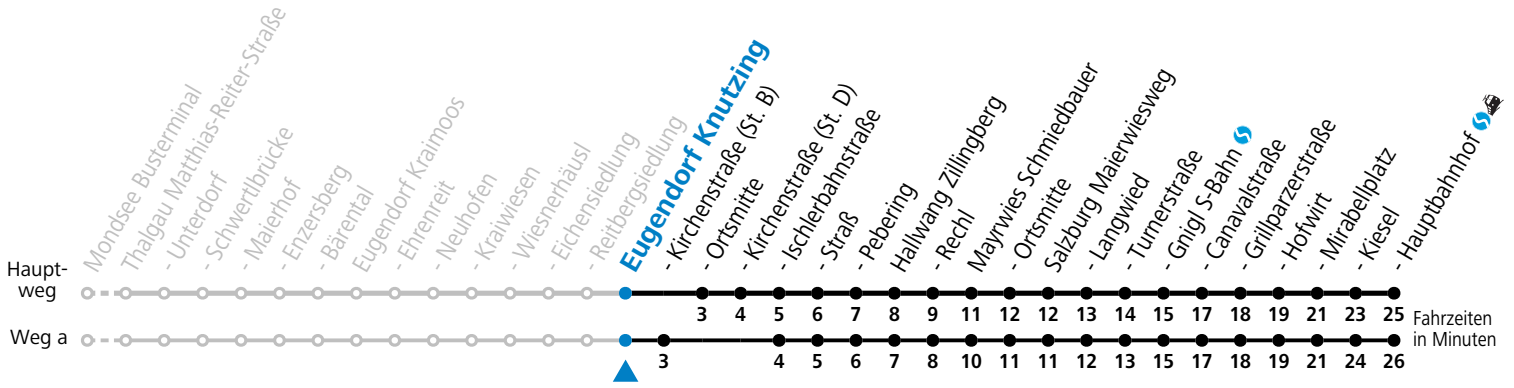 Mondsee Busterminal
Thalgau Matthias-Reiter-Straße
- Unterdorf
- Schwertlbrücke
- Maierhof
- Enzersberg
- Bärental
Eugendorf Kraimoos
- Ehrenreit
- Neuhofen
- Kraiwiesen
- Wiesnerhäusl
- Eichensiedlung
- Reitbergsiedlung
Eugendorf Knutzing
- Kirchenstraße (St. B)
- Ortsmitte
- Kirchenstraße (St. D)
- Ischlerbahnstraße
- Straß
- Pebering
Hallwang Zillingberg
- Rechl
Mayrwies Schmiedbauer
- Ortsmitte
Salzburg Maierwiesweg
- Langwied
- Turnerstraße
- Gnigl S-Bahn
- Canavalstraße
- Grillparzerstraße
- Hofwirt
- Mirabellplatz
- Kiesel
- Hauptbahnhof
Haupt-
weg
3 4 5 6 7 8 9 11 12 12 13 14 15 17 18 19 21 23 25
Weg a
3 4 5 6 7 8 10 11 11 12 13 15 17 18 19 21 24 26
Fahrzeiten
in Minuten